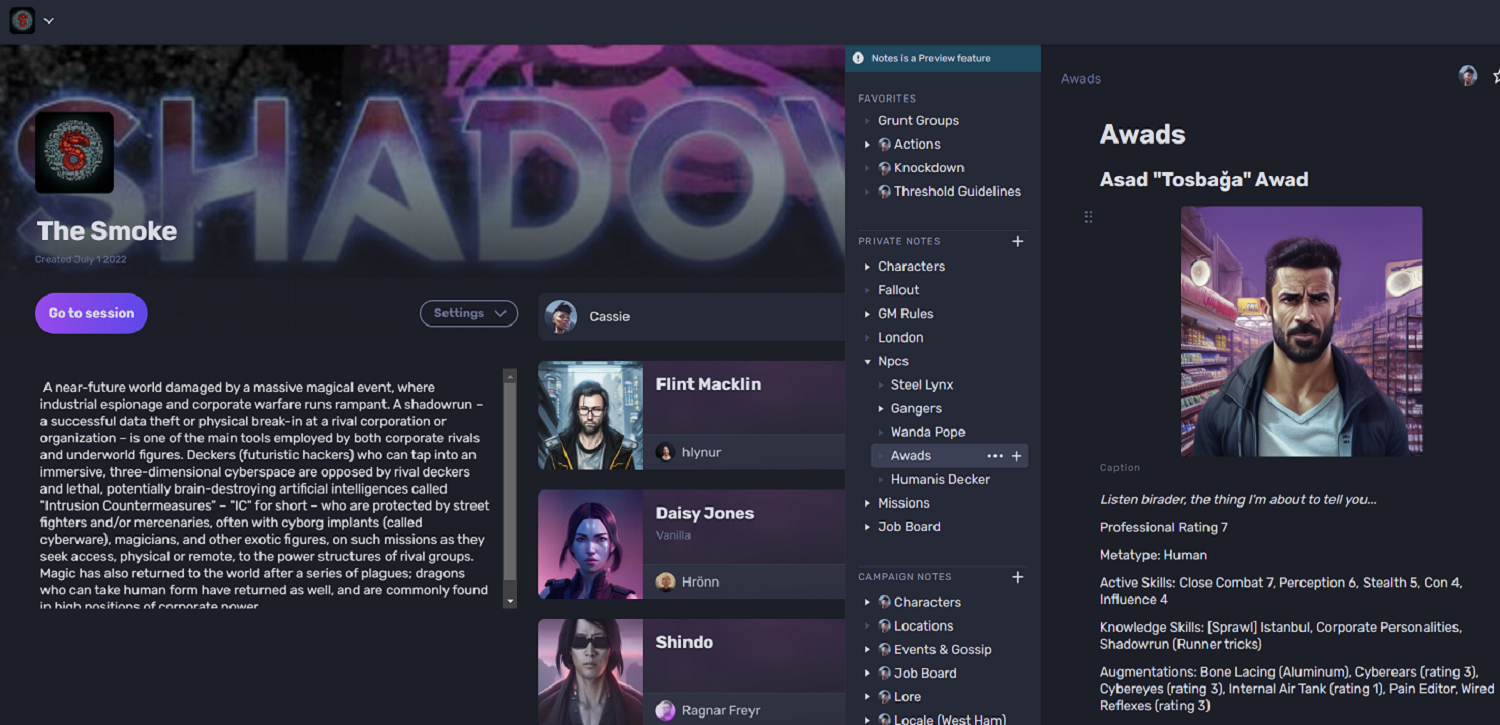 SHADOW
The Smoke
Created July 1 2022
Go to session
Settings
A near-future world damaged by a massive magical event, where
industrial espionage and corporate warfare runs rampant. A shadowrun –
a successful data theft or physical break-in at a rival corporation or
organization – is one of the main tools employed by both corporate rivals
and underworld figures. Deckers (futuristic hackers) who can tap into an
immersive, three-dimensional cyberspace are opposed by rival deckers
and lethal, potentially brain-destroying artificial intelligences called
"Intrusion Countermeasures" – "IC" for short – who are protected by street
fighters and/or mercenaries, often with cyborg implants (called
cyberware), magicians, and other exotic figures, on such missions as they
seek access, physical or remote, to the power structures of rival groups.
Magic has also returned to the world after a series of plagues; dragons
who can take human form have returned as well, and are commonly found
in high positions of corporate power.
Cassie
Flint Macklin
hlynur
Daisy Jones
Vanilla
Hrönn
Shindo
Ragnar Freyr
Notes is a Preview feature
FAVORITES
Grunt Groups
Actions
Knockdown
Threshold Guidelines
PRIVATE NOTES
Characters
Fallout
GM Rules
London
Npcs
Steel Lynx
Gangers
Wanda Pope
Awads
Humanis Decker
Missions
Job Board
CAMPAIGN NOTES
Characters
Locations
Events & Gossip
Job Board
Lore
Locale (West Ham)
Awads
Awads
Asad "Tosbağa" Awad
Caption
Listen birader, the thing I'm about to tell you...
Professional Rating 7
Metatype: Human
Active Skills: Close Combat 7, Perception 6, Stealth 5, Con 4,
Influence 4
Knowledge Skills: [Sprawl] Istanbul, Corporate Personalities,
Shadowrun (Runner tricks)
Augmentations: Bone Lacing (Aluminum), Cyberears (rating 3),
Cybereyes (rating 3), Internal Air Tank (rating 1), Pain Editor, Wired
Reflexes (rating 3)